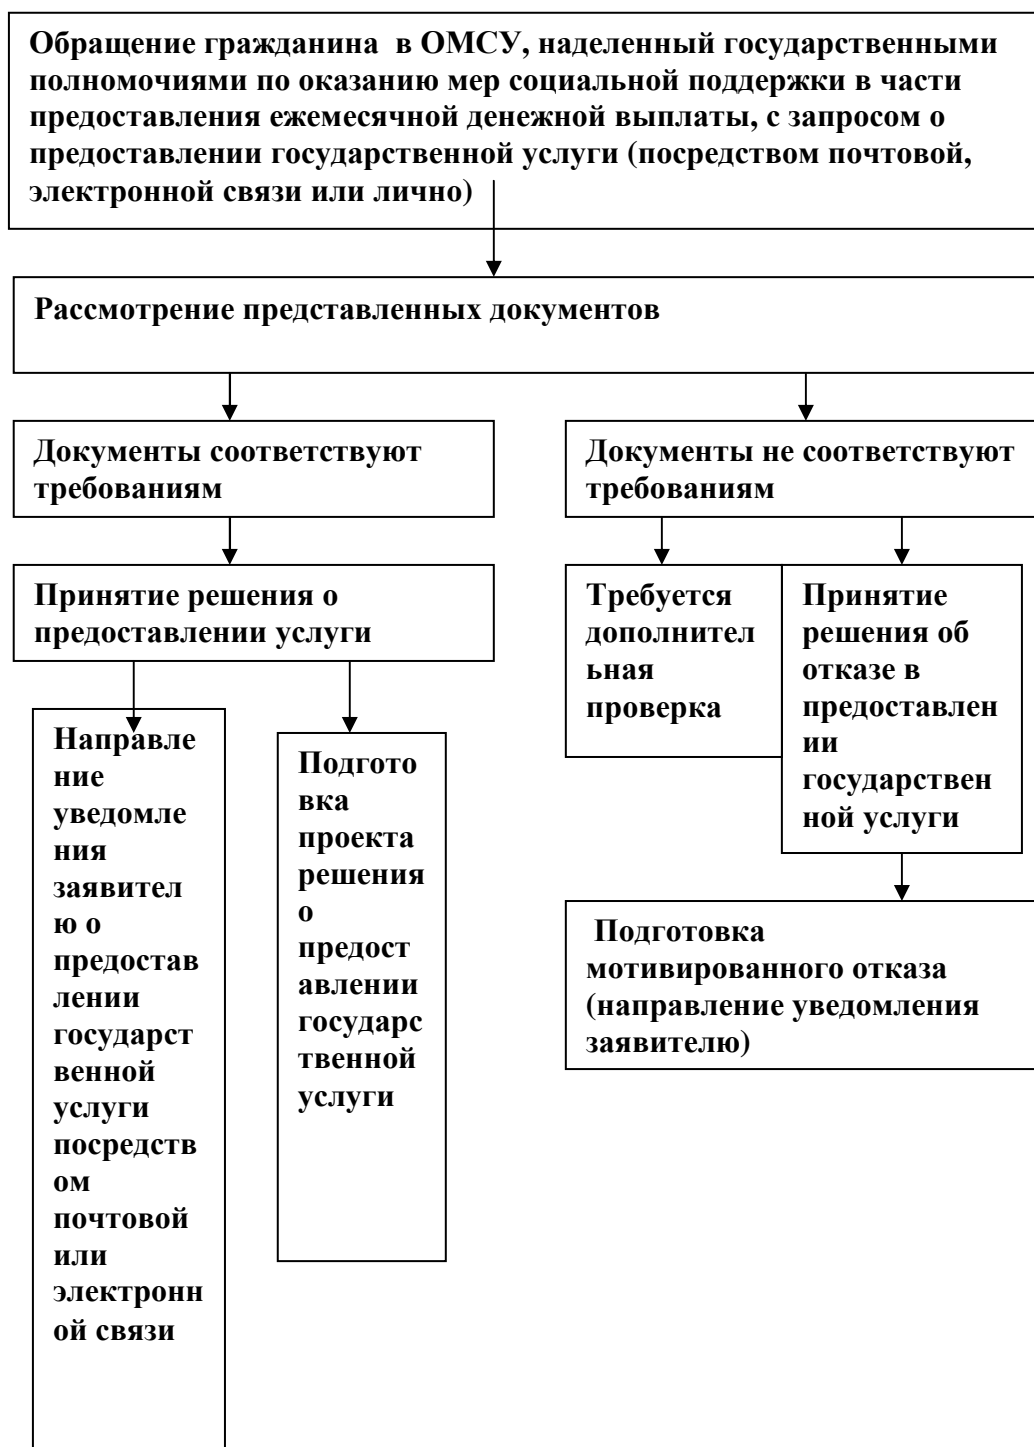 Обращение гражданина  в ОМСУ, наделенный государственными
полномочиями по оказанию мер социальной поддержки в части
предоставления ежемесячной денежной выплаты, с запросом о
предоставлении государственной услуги (посредством почтовой,
электронной связи или лично)
Рассмотрение представленных документов
Документы соответствуют
требованиям
Документы не соответствуют
требованиям
Принятие решения о
предоставлении услуги
Требуется
дополнител
ьная
проверка
Принятие
решения об
отказе в
предоставлен
ии
государствен
ной услуги
Направле
ние
уведомле
ния
заявител
ю о
предостав
лении
государст
венной
услуги
посредств
ом
почтовой
или
электронн
ой связи
Подгото
вка
проекта
решения
о
предост
авлении
государс
твенной
услуги
Подготовка
мотивированного отказа
(направление уведомления
заявителю)